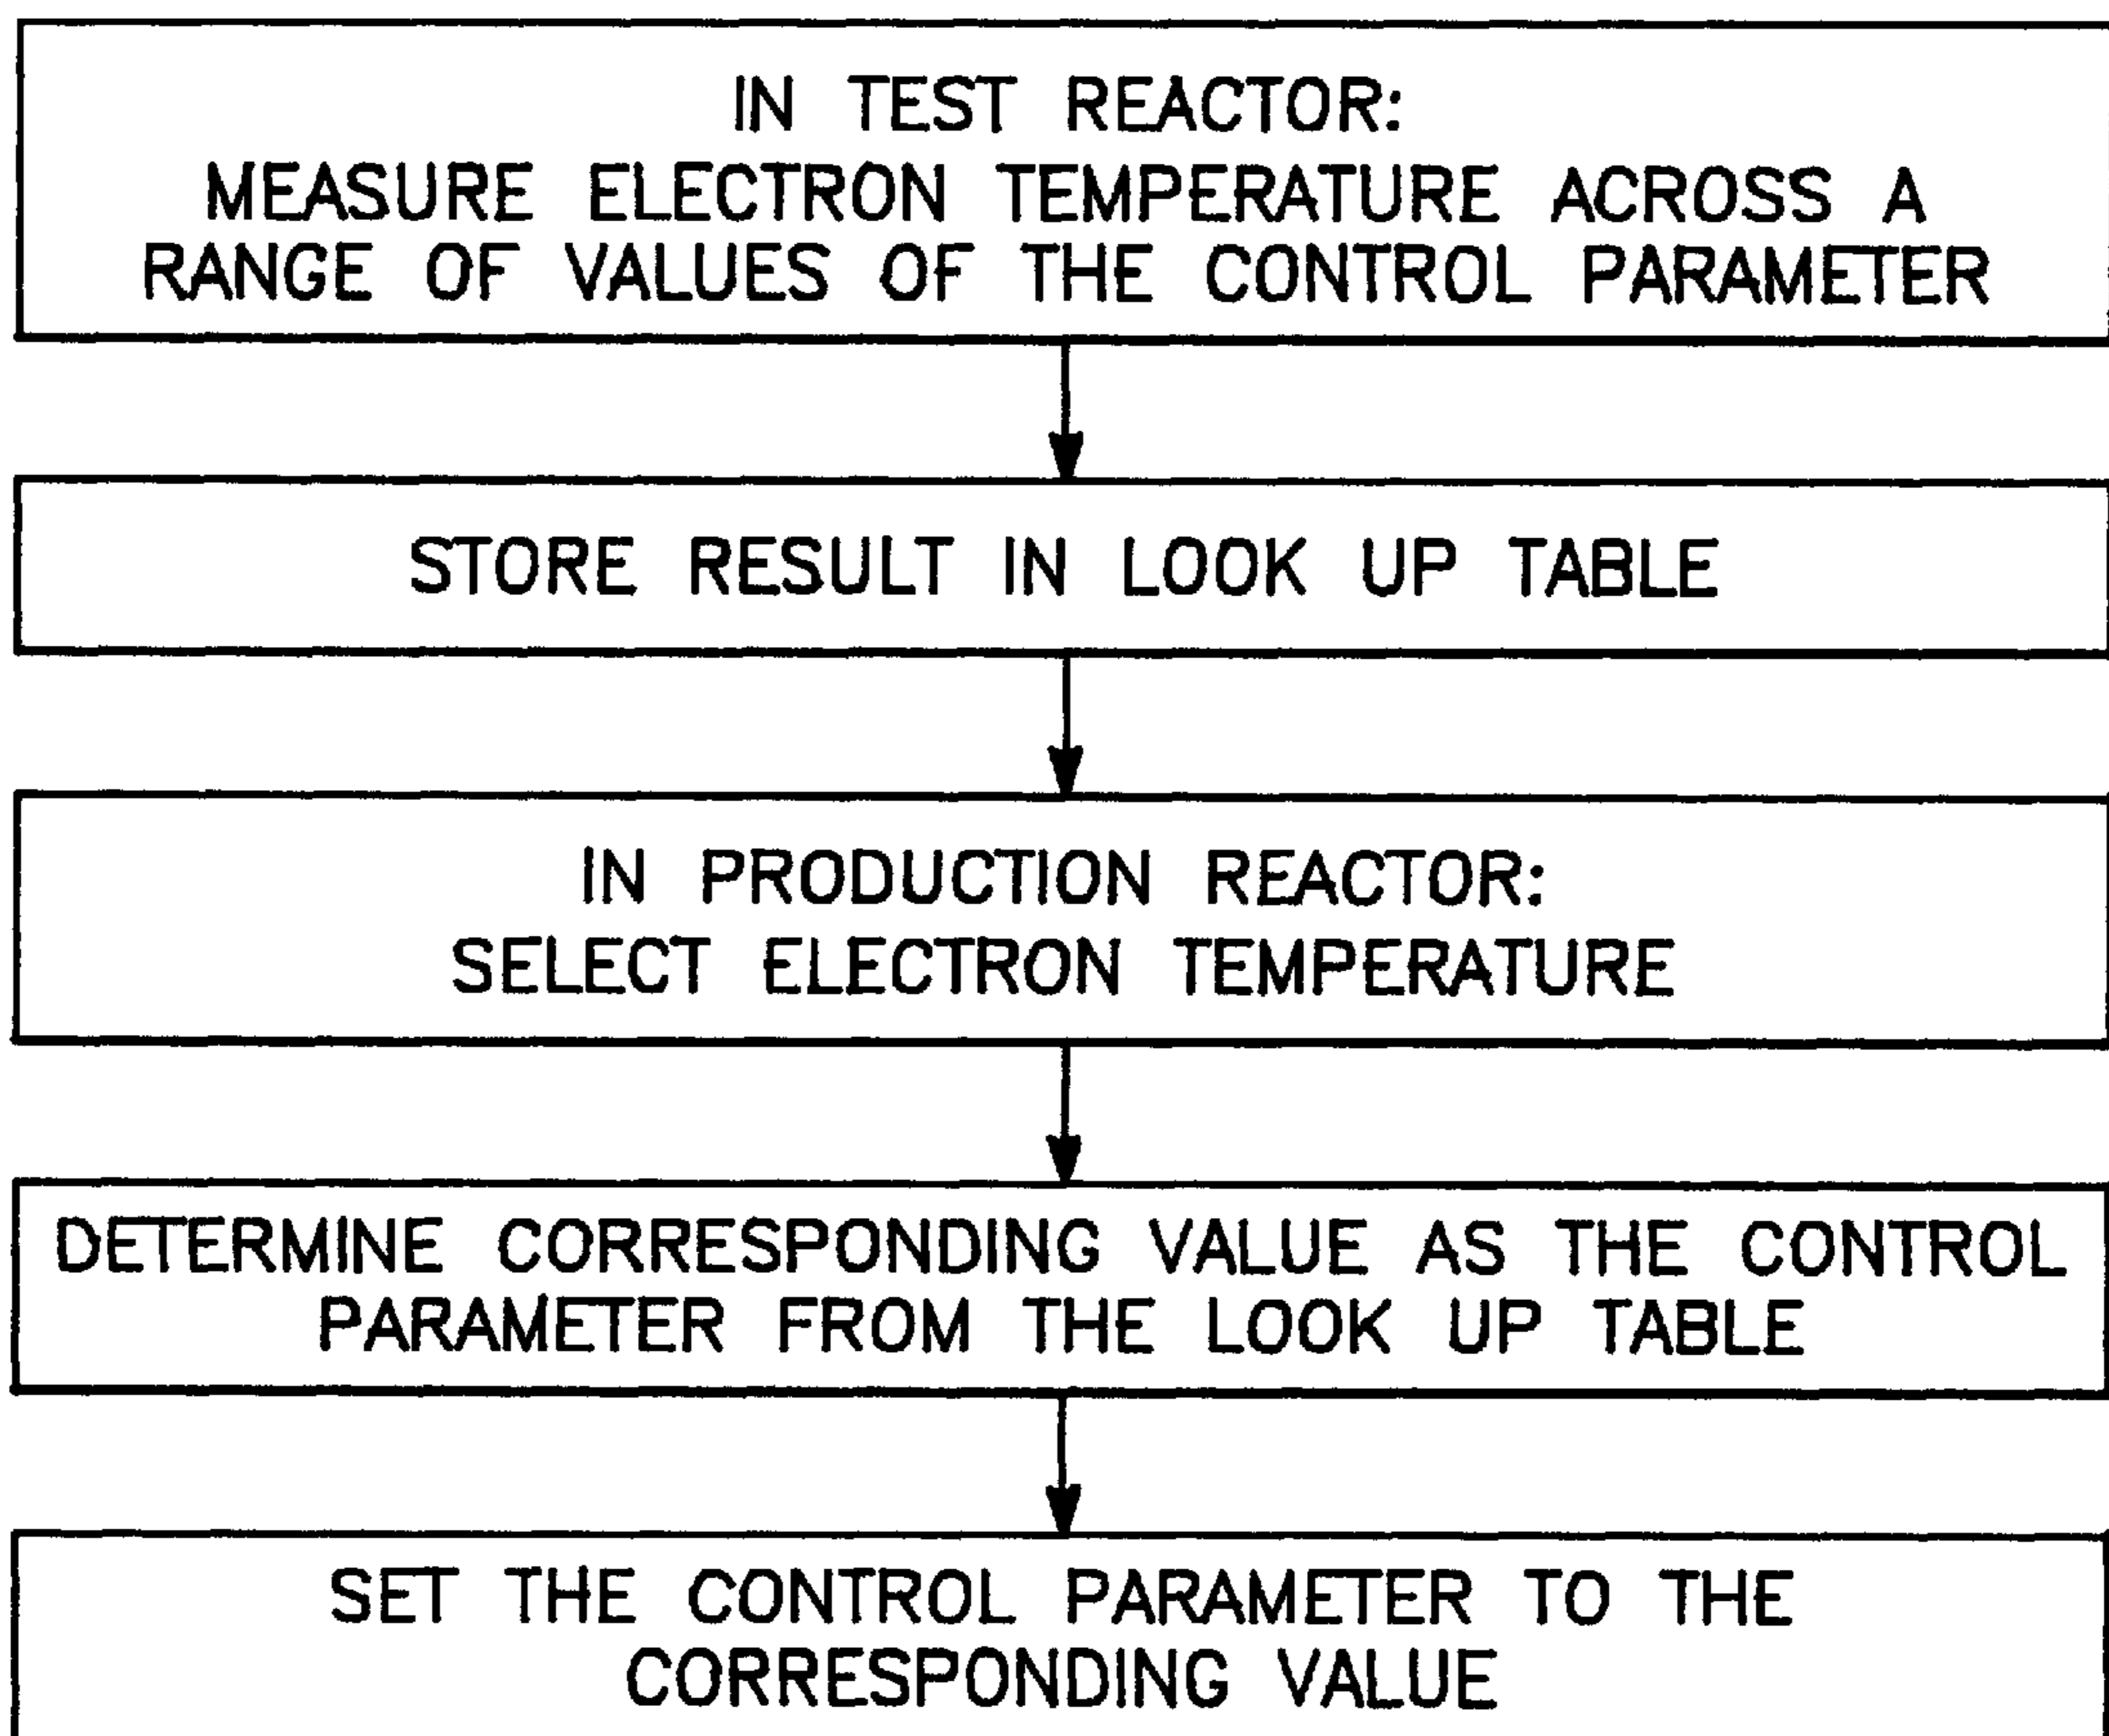 IN TEST REACTOR:
MEASURE ELECTRON TEMPERATURE ACROSS A
RANGE OF VALUES OF THE CONTROL PARAMETER
STORE RESULT IN LOOK UP TABLE
IN PRODUCTION REACTOR:
SELECT ELECTRON TEMPERATURE
DETERMINE CORRESPONDING VALUE AS THE CONTROL
PARAMETER FROM THE LOOK UP TABLE
SET THE CONTROL PARAMETER TO THE
CORRESPONDING VALUE